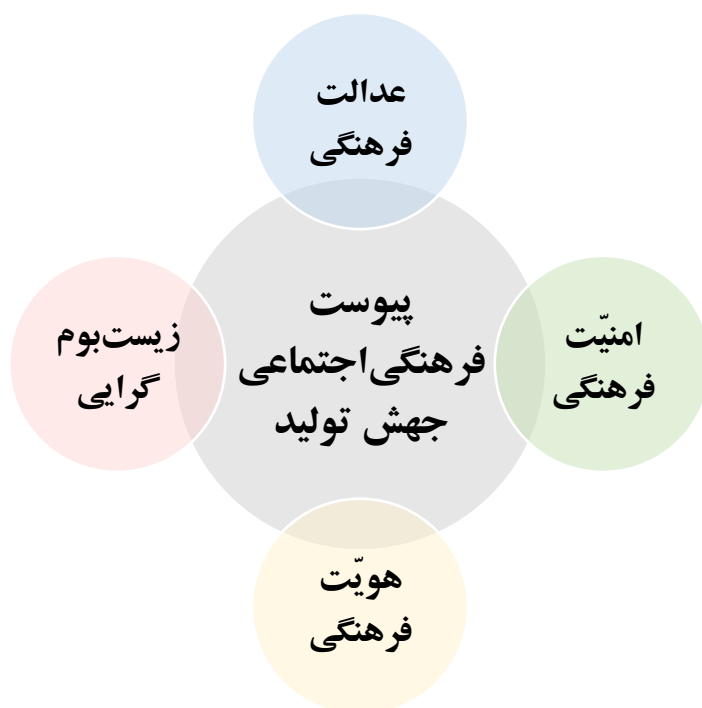 عدالت
فرهنگی
پیوست
فرهنگی‌اجتماعی
جهش تولید
امنیّت
فرهنگی
زیست‌بوم
گرایی
هویّت
فرهنگی